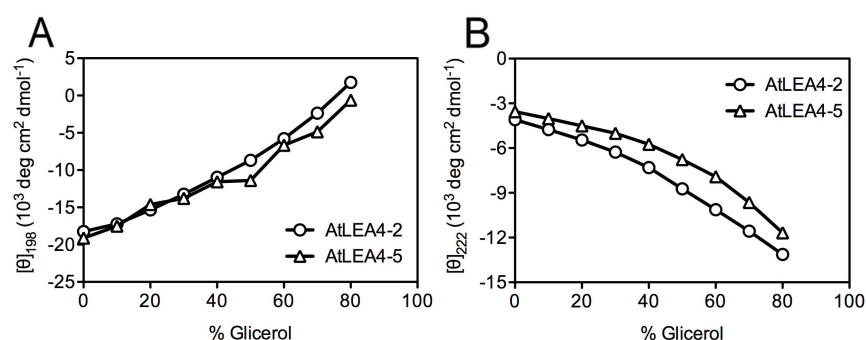 A
B
5
0
-5
-10
-15
-20
-25
[θ]198 (10³ deg cm² dmol⁻¹)
AtLEA4-2
AtLEA4-5
0
20
40
60
80
100
% Glicerol
0
-3
-6
-9
-12
-15
[θ]222 (10³ deg cm² dmol⁻¹)
AtLEA4-2
AtLEA4-5
0
20
40
60
80
100
% Glicerol